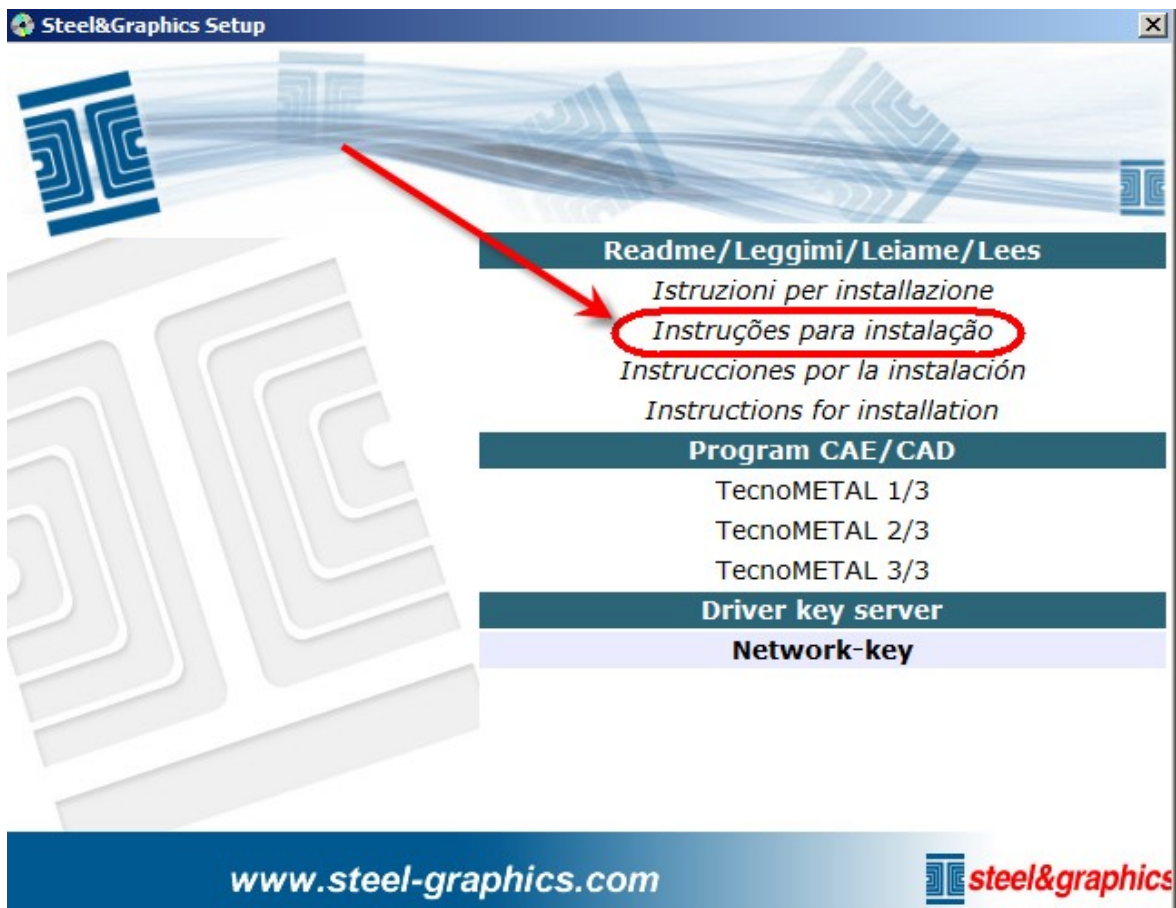 Steel&Graphics Setup
Readme/Leggimi/Leiame/Lees
Istruzioni per installazione
Instruções para instalação
Instrucciones por la instalación
Instructions for installation
Program CAE/CAD
TecnoMETAL 1/3
TecnoMETAL 2/3
TecnoMETAL 3/3
Driver key server
Network-key
www.steel-graphics.com
steel&graphics